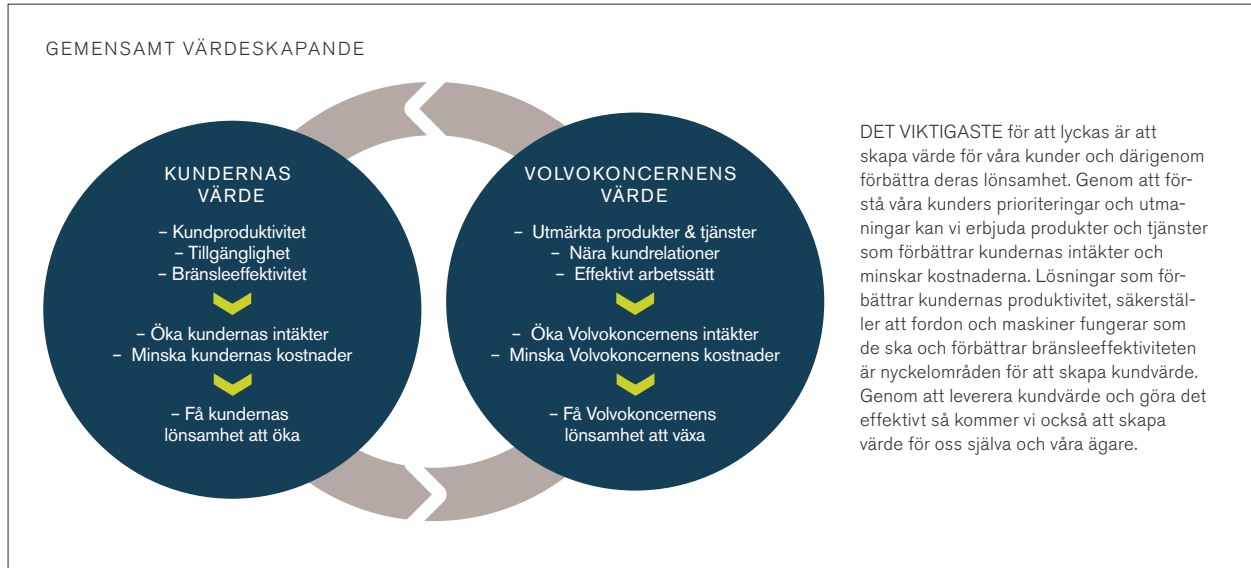 GEMENSAMT VÄRDESKAPANDE
KUNDERNAS
VÄRDE
– Kundproduktivitet
– Tillgänglighet
– Bränsleeffektivitet
– Öka kundernas intäkter
– Minska kundernas kostnader
– Få kundernas
lönsamhet att öka
VOLVOKONCERNENS
VÄRDE
– Utmärkta produkter & tjänster
– Nära kundrelationer
– Effektivt arbetssätt
– Öka Volvokoncernens intäkter
– Minska Volvokoncernens kostnader
– Få Volvokoncernens
lönsamhet att växa
DET VIKTIGASTE för att lyckas är att
skapa värde för våra kunder och därigenom
förbättra deras lönsamhet. Genom att för-
stå våra kunders prioriteringar och utma-
ningar kan vi erbjuda produkter och tjänster
som förbättrar kundernas intäkter och
minskar kostnaderna. Lösningar som för-
bättrar kundernas produktivitet, säkerstäl-
ler att fordon och maskiner fungerar som
de ska och förbättrar bränsleeffektiviteten
är nyckelområden för att skapa kundvärde.
Genom att leverera kundvärde och göra det
effektivt så kommer vi också att skapa
värde för oss själva och våra ägare.